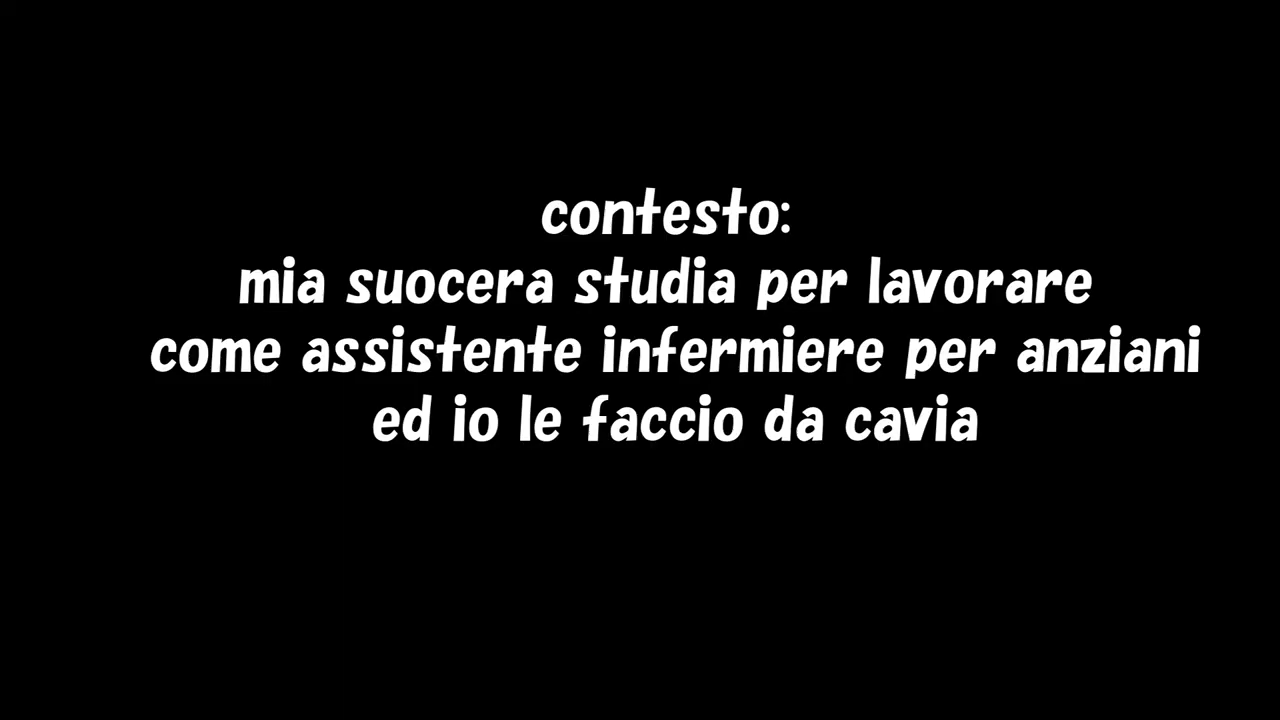 contesto:
mia suocera studia per lavorare
come assistente infermiere per anziani
ed io le faccio da cavia